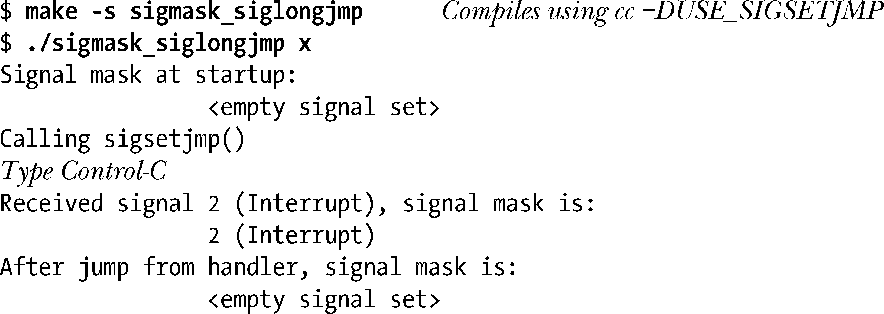 $ make -s sigmask_siglongjmp Compiles using cc –DUSE_SIGSETJMP
$ ./sigmask_siglongjmp x
Signal mask at startup:
<empty signal set>
Calling sigsetjmp()
Type Control-C
Received signal 2 (Interrupt), signal mask is:
2 (Interrupt)
After jump from handler, signal mask is:
<empty signal set>